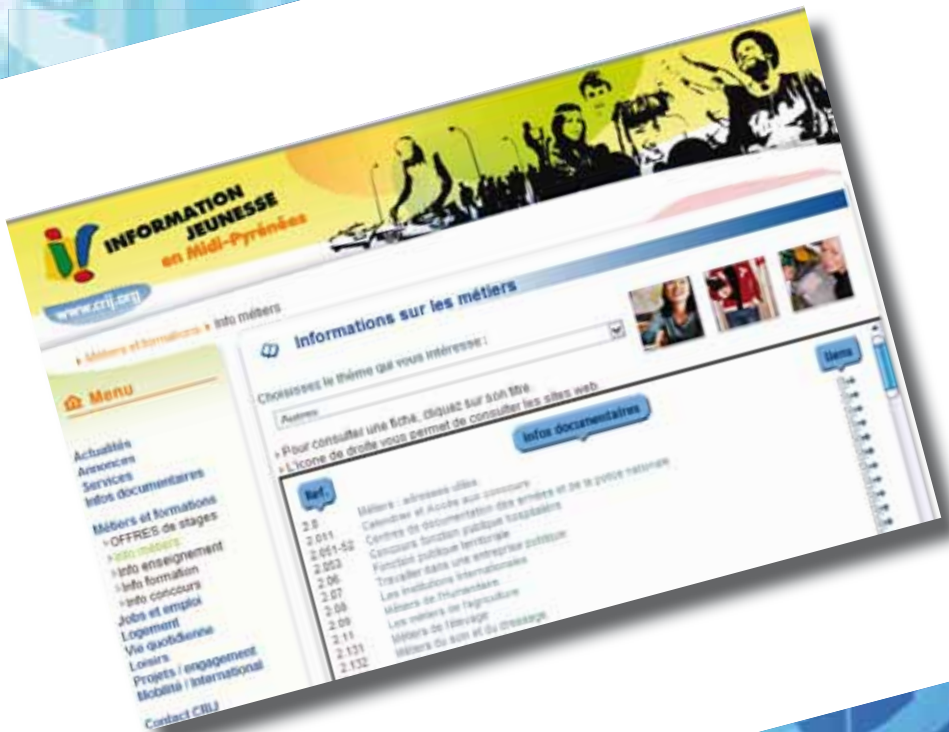 INFORMATION
JEUNESSE
en Midi-Pyrénées
www.crij.org
Métiers et formations
Info métiers
Menu
Actualités
Annonces
Services
Infos documentaires
Métiers et formations
OFFRES de stages
Info métiers
Info enseignement
Info formation
Info concours
Jobs et emploi
Logement
Vie quotidienne
Loisirs
Projets / engagement
Mobilité / International
Contact CRIJ
Informations sur les métiers
Choisissez le thème qui vous intéresse :
Autres
Pour consulter une fiche, cliquez sur son titre.
L'icone de droite vous permet de consulter les sites web
Ref.
Infos documentaires
liens
2.0 Métiers : adresses utiles
2.011 Calendrier et Accès aux concours
2.051-52 Centres de documentation des armées et de la police nationale
2.053 Concours fonction publique hospitalière
2.06 Fonction publique territoriale
2.07 Travailler dans une entreprise publique
2.08 Les institutions internationales
2.09 Métiers de l'humanitaire
2.11 Les métiers de l'agriculture
2.131 Métiers de l'élevage
2.132 Métiers du soin et du dressage